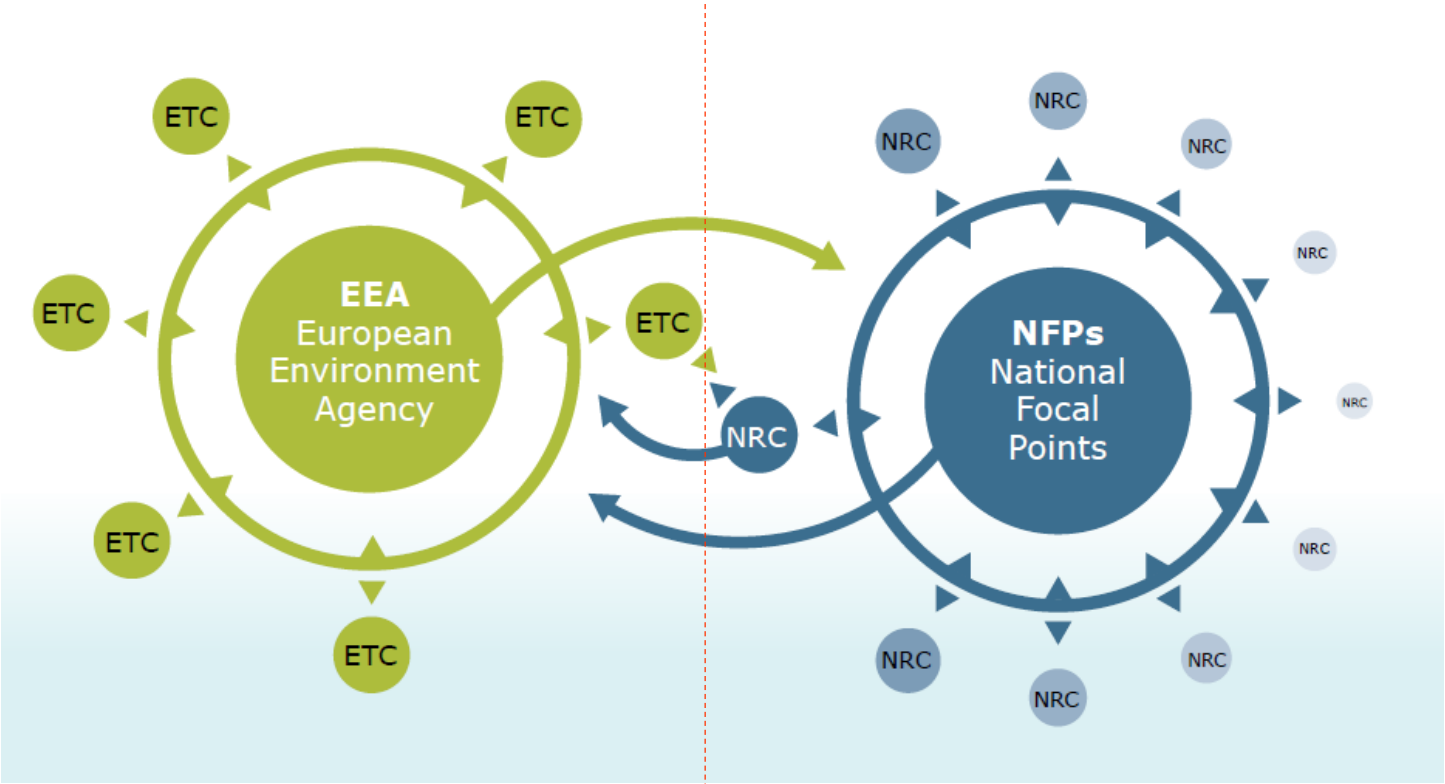 ETC
ETC
ETC
EEA
European
Environment
Agency
ETC
ETC
ETC
ETC
NRC
NRC
NRC
NRC
NRC
NFPs
National
Focal
Points
NRC
NRC
NRC
NRC
NRC
NRC